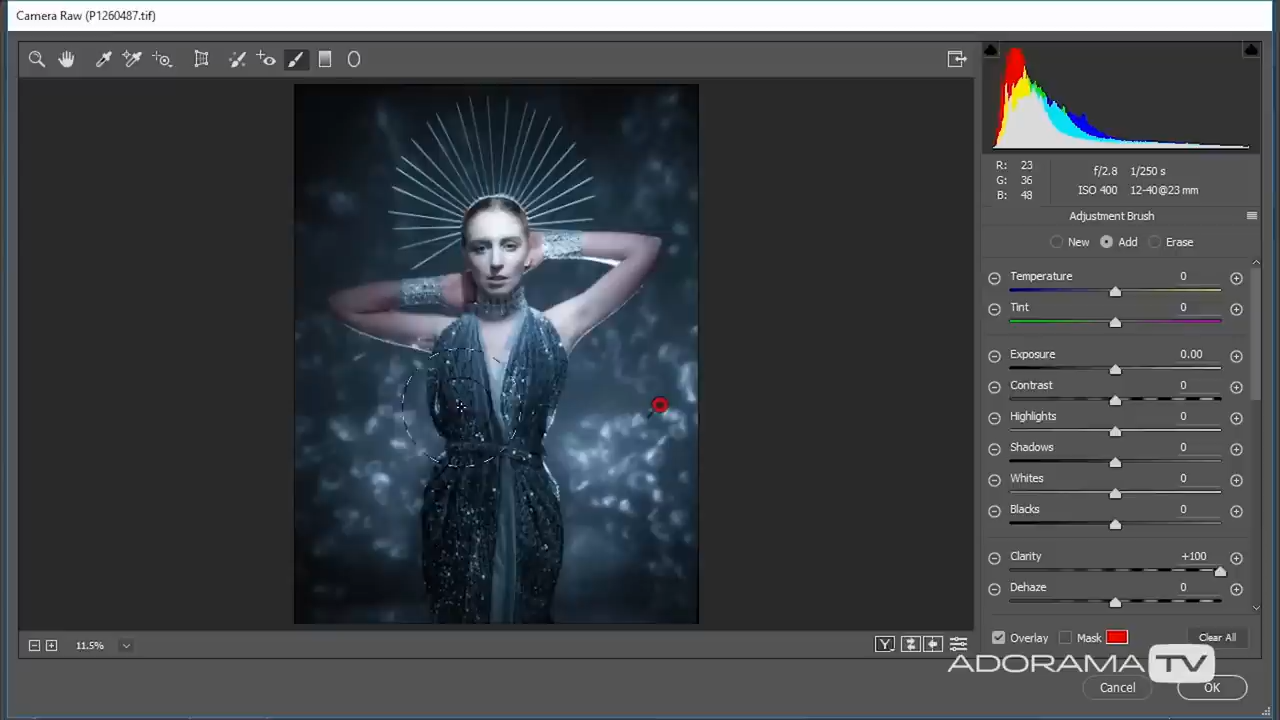 Camera Raw (P1260487.tif)
R: 23
G: 36
B: 48
f/2.8 1/250 s
ISO 400 12-40@23 mm
Adjustment Brush
New Add Erase
Temperature 0
Tint 0
Exposure 0.00
Contrast 0
Highlights 0
Shadows 0
Whites 0
Blacks 0
Clarity +100
Dehaze 0
11.5%
Y
Overlay Mask Clear All
ADORAMA TV
Cancel OK